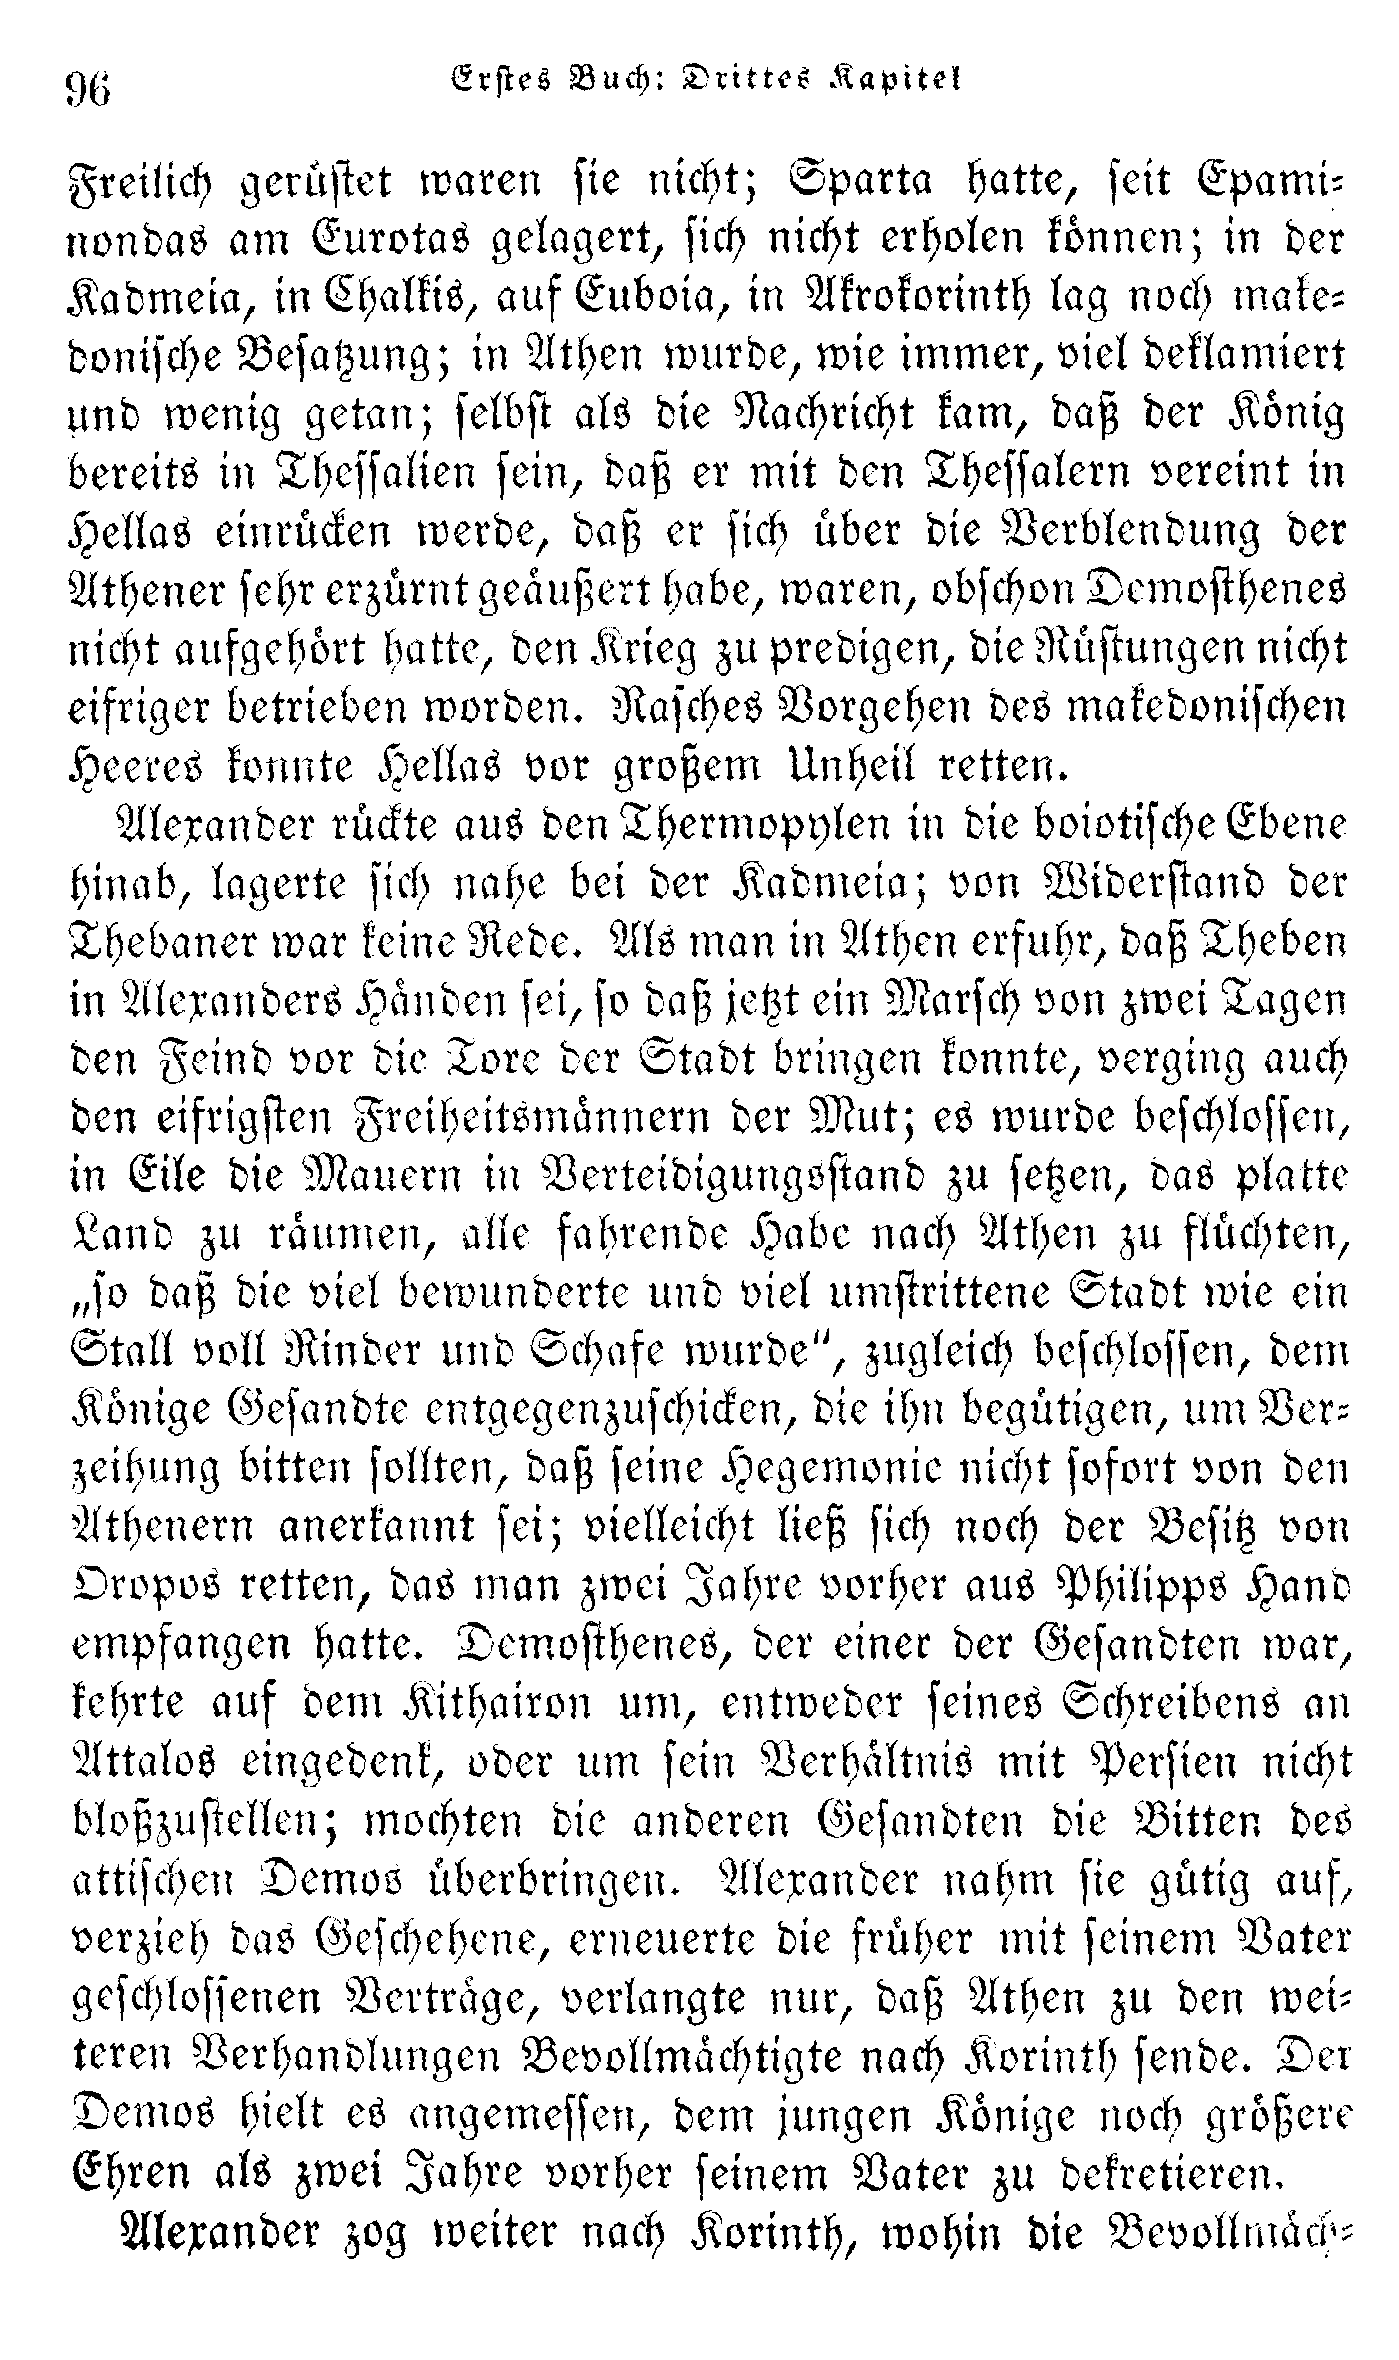 96
Erstes Buch: Drittes Kapitel
Freilich gerüstet waren sie nicht; Sparta hatte, seit Epami-
nondas am Eurotas gelagert, sich nicht erholen können; in der
Kadmeia, in Chalkis, auf Euboia, in Akrokorinth lag noch make-
donische Besatzung; in Athen wurde, wie immer, viel deklamiert
und wenig getan; selbst als die Nachricht kam, daß der König
bereits in Thessalien sein, daß er mit den Thessalern vereint in
Hellas einrücken werde, daß er sich über die Verblendung der
Athener sehr erzürnt geäußert habe, waren, obschon Demosthenes
nicht aufgehört hatte, den Krieg zu predigen, die Rüstungen nicht
eifriger betrieben worden. Rasches Vorgehen des makedonischen
Heeres konnte Hellas vor großem Unheil retten.
Alexander rückte aus den Thermopylen in die boiotische Ebene
hinab, lagerte sich nahe bei der Kadmeia; von Widerstand der
Thebaner war keine Rede. Als man in Athen erfuhr, daß Theben
in Alexanders Händen sei, so daß jetzt ein Marsch von zwei Tagen
den Feind vor die Tore der Stadt bringen konnte, verging auch
den eifrigsten Freiheitsmännern der Mut; es wurde beschlossen,
in Eile die Mauern in Verteidigungsstand zu setzen, das platte
Land zu räumen, alle fahrende Habe nach Athen zu flüchten,
„so daß die viel bewunderte und viel umstrittene Stadt wie ein
Stall voll Rinder und Schafe wurde“, zugleich beschlossen, dem
Könige Gesandte entgegenzuschicken, die ihn begütigen, um Ver-
zeihung bitten sollten, daß seine Hegemonie nicht sofort von den
Athenern anerkannt sei; vielleicht ließ sich noch der Besitz von
Oropos retten, das man zwei Jahre vorher aus Philipps Hand
empfangen hatte. Demosthenes, der einer der Gesandten war,
kehrte auf dem Kithairon um, entweder seines Schreibens an
Attalos eingedenk, oder um sein Verhältnis mit Persien nicht
bloßzustellen; mochten die anderen Gesandten die Bitten des
attischen Demos überbringen. Alexander nahm sie gütig auf,
verzieh das Geschehene, erneuerte die früher mit seinem Vater
geschlossenen Verträge, verlangte nur, daß Athen zu den wei-
teren Verhandlungen Bevollmächtigte nach Korinth sende. Der
Demos hielt es angemessen, dem jungen Könige noch größere
Ehren als zwei Jahre vorher seinem Vater zu dekretieren.
Alexander zog weiter nach Korinth, wohin die Bevollmäch-